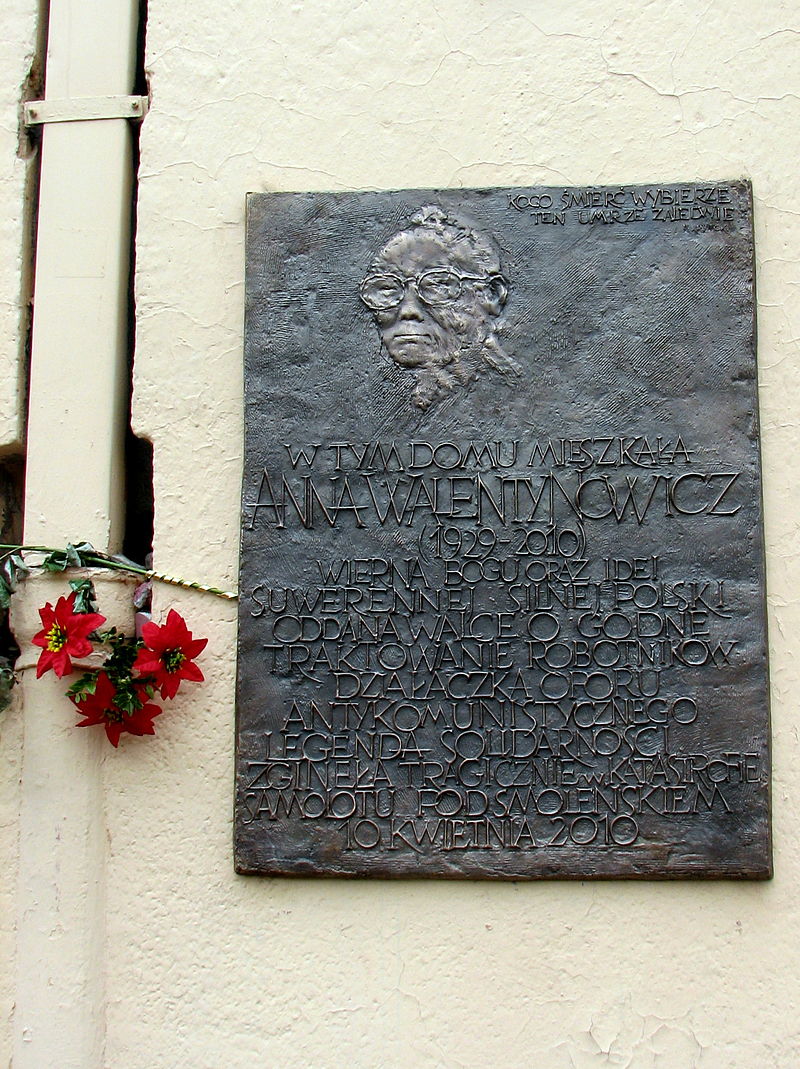 KOGO ŚMIERĆ WYBIERZE
TEN UMRZE ZALEDWIE
W TYM DOMU MIESZKAŁA
ANNA WALENTYNOWICZ
(1929-2010)
WIERNA BOGU ORAZ IDEI
SUWERENNEJ SILNEJ POLSKI
ODDANA WALCE O GODNE
TRAKTOWANIE ROBOTNIKÓW
DZIAŁACZKA OPORU
ANTYKOMUNISTYCZNEGO
LEGENDA SOLIDARNOŚCI
ZGINĘŁA TRAGICZNIE W KATASTROFIE
SAMOLOTU POD SMOLEŃSKIEM
10 KWIETNIA 2010